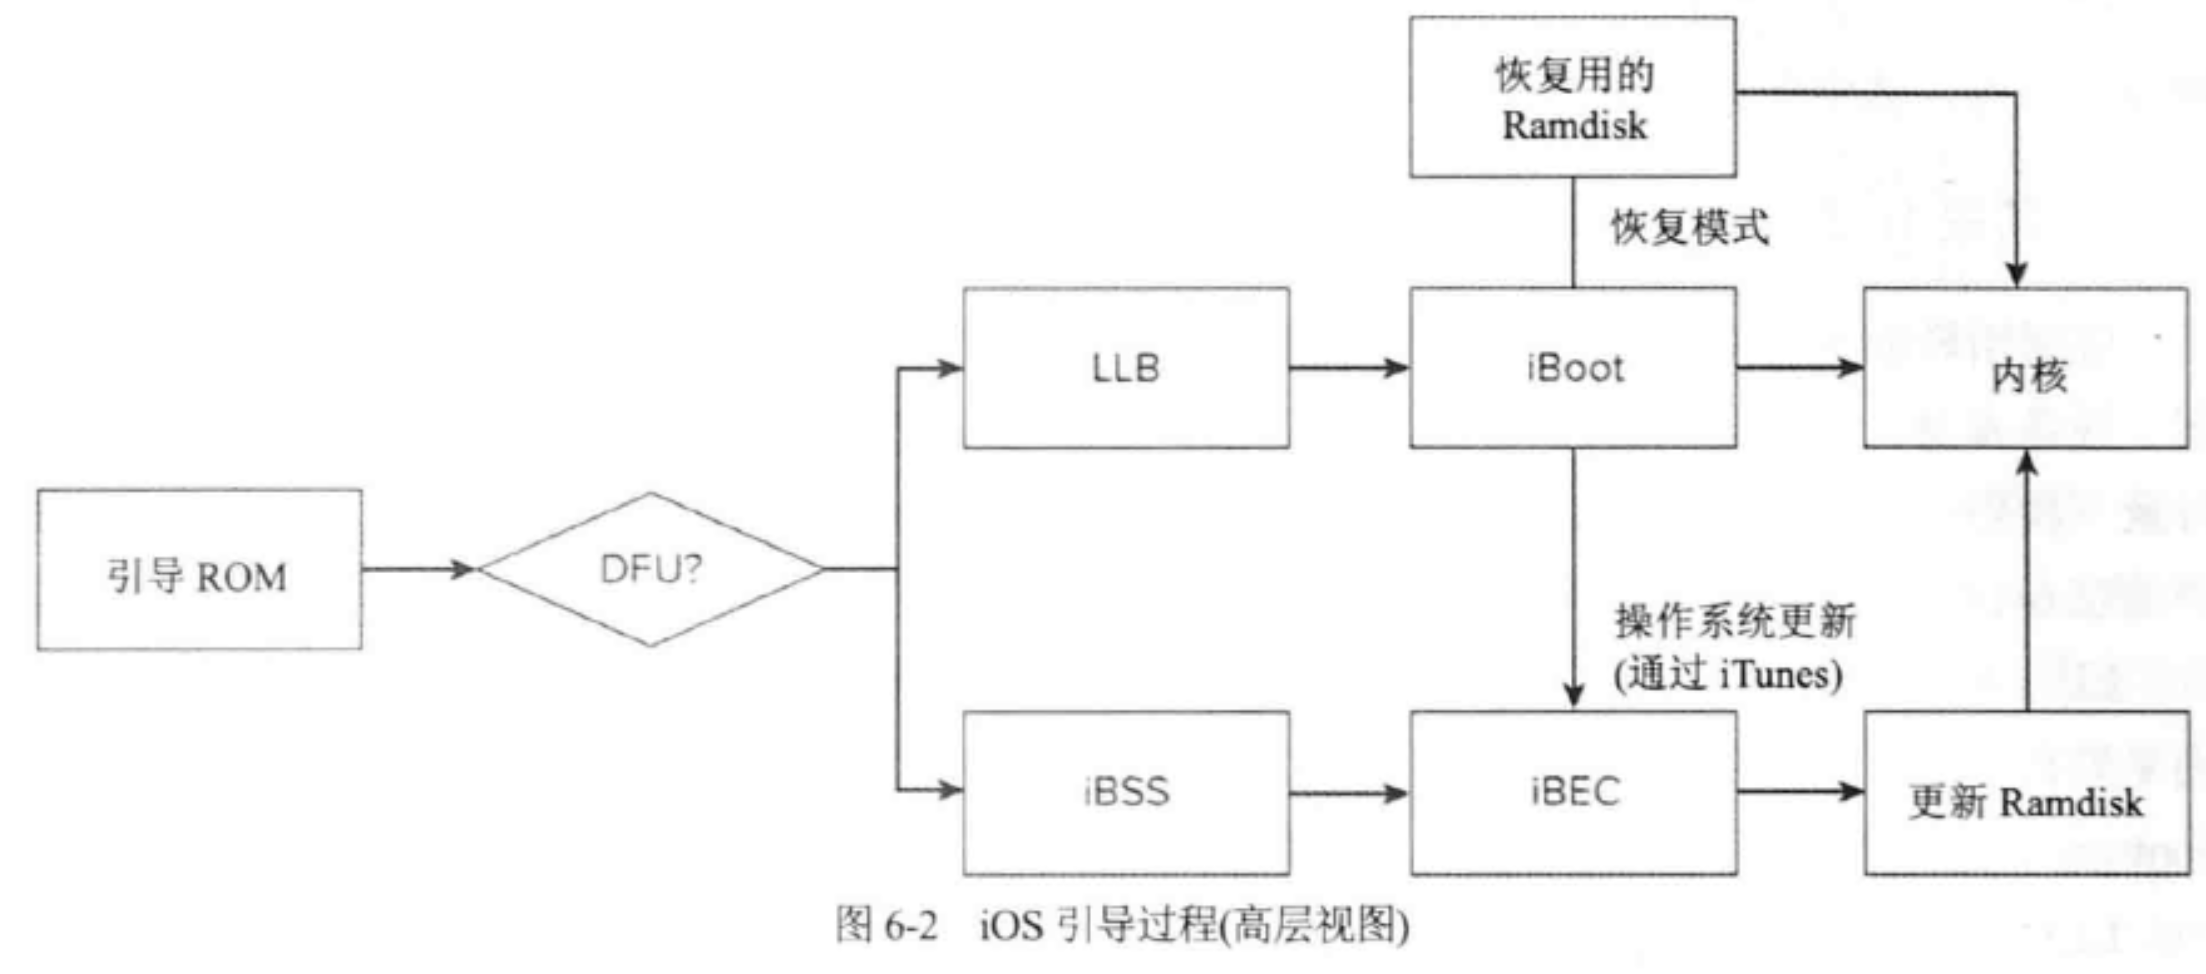 恢复用的
Ramdisk
恢复模式
LLB
iBoot
内核
引导 ROM
DFU?
操作系统更新
(通过 iTunes)
iBSS
iBEC
更新 Ramdisk
图 6-2 iOS 引导过程(高层视图)